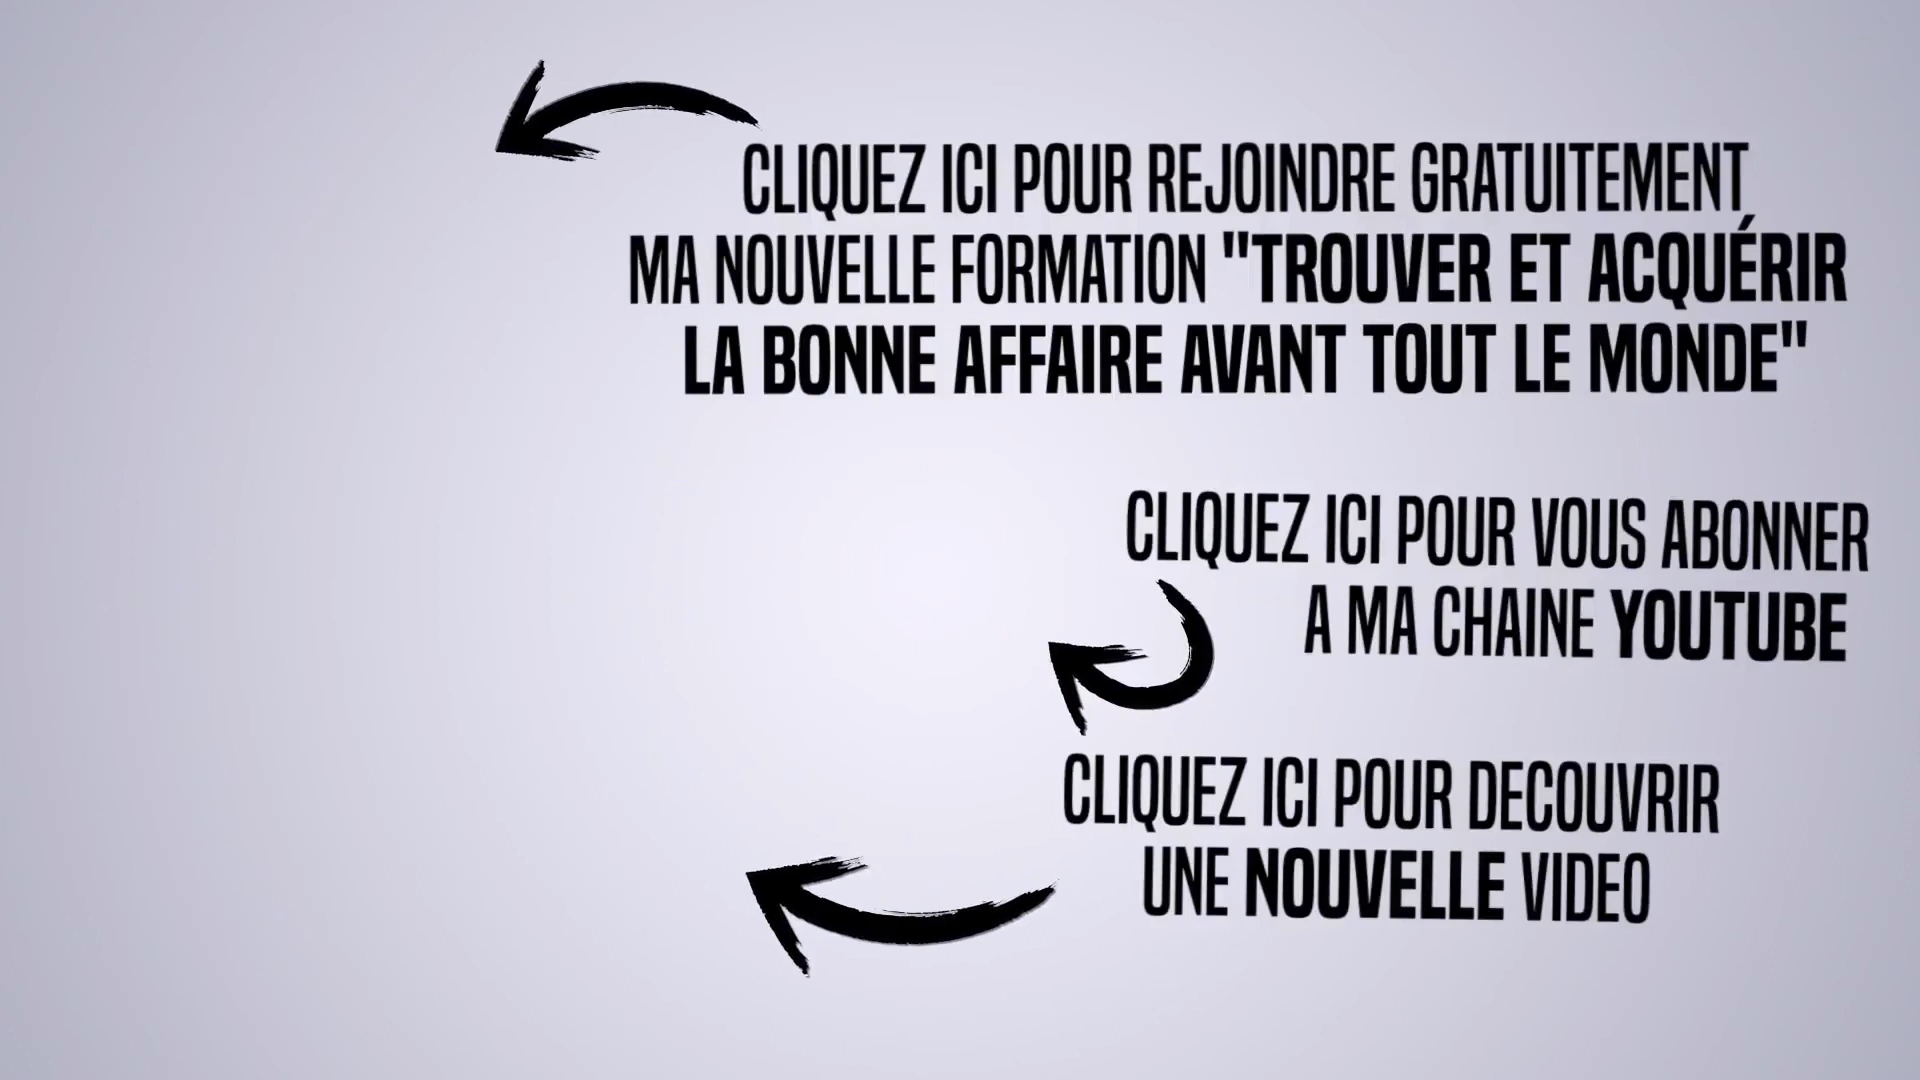 CLIQUEZ ICI POUR REJOINDRE GRATUITEMENT
MA NOUVELLE FORMATION "TROUVER ET ACQUÉRIR
LA BONNE AFFAIRE AVANT TOUT LE MONDE"
CLIQUEZ ICI POUR VOUS ABONNER
A MA CHAINE YOUTUBE
CLIQUEZ ICI POUR DECOUVRIR
UNE NOUVELLE VIDEO